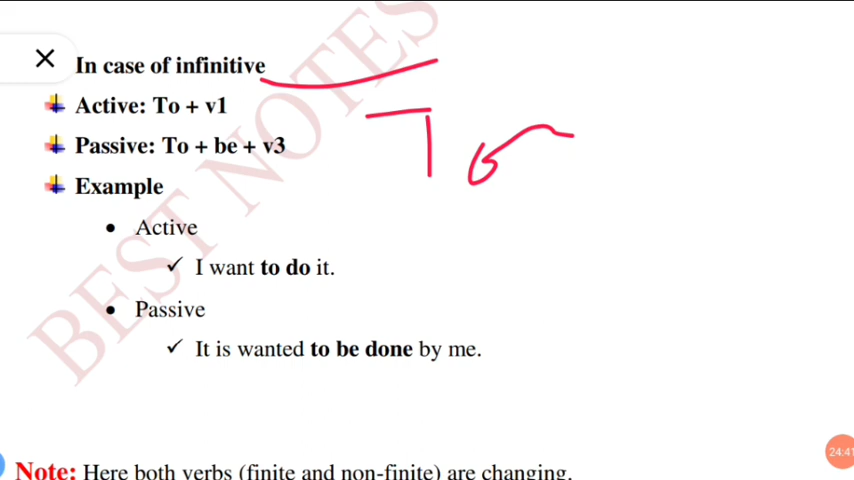 In case of infinitive
Active: To + v1
To
Passive: To + be + v3
Example
• Active
✓ I want to do it.
• Passive
✓ It is wanted to be done by me.
Note: Here both verbs (finite and non-finite) are changing.
BEST NOTES
24:41